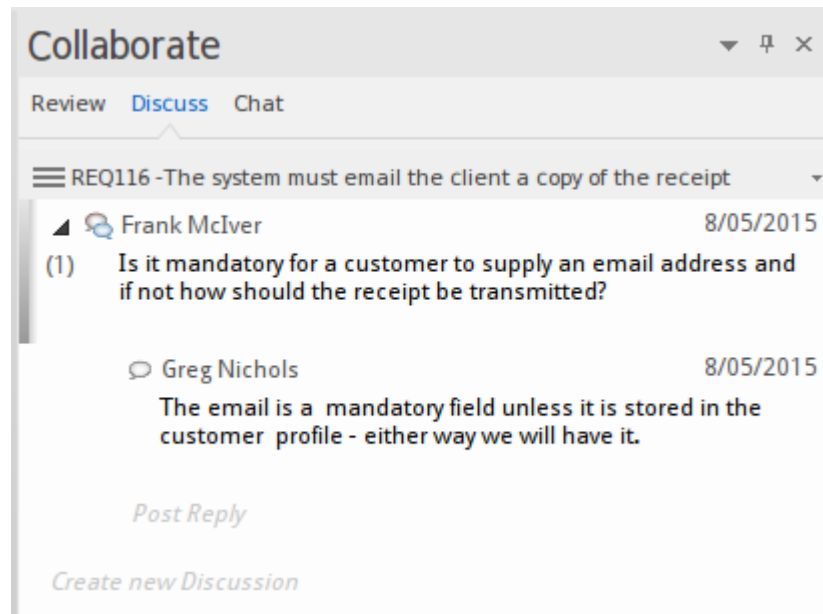 Collaborate
Review Discuss Chat
REQ116 -The system must email the client a copy of the receipt
Frank McIver 8/05/2015
(1) Is it mandatory for a customer to supply an email address and
if not how should the receipt be transmitted?
Greg Nichols 8/05/2015
The email is a mandatory field unless it is stored in the
customer profile - either way we will have it.
Post Reply
Create new Discussion